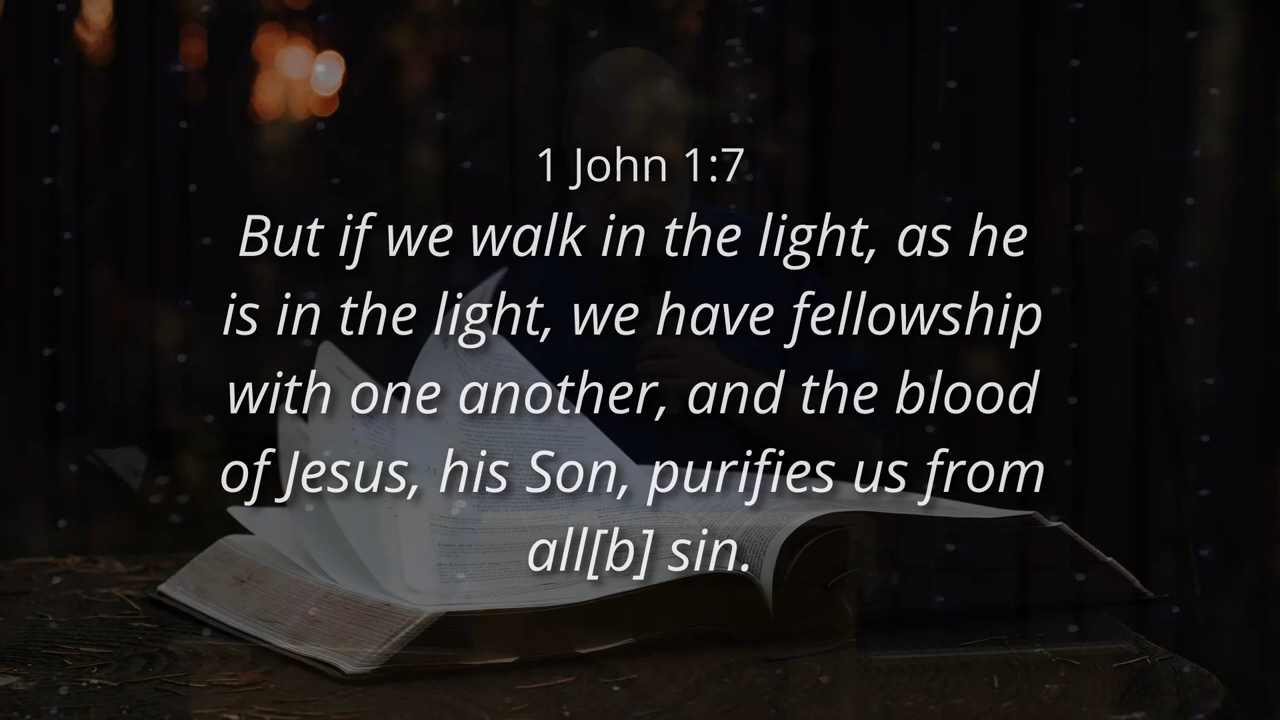 1 John 1:7
But if we walk in the light, as he
is in the light, we have fellowship
with one another, and the blood
of Jesus, his Son, purifies us from
all[b] sin.